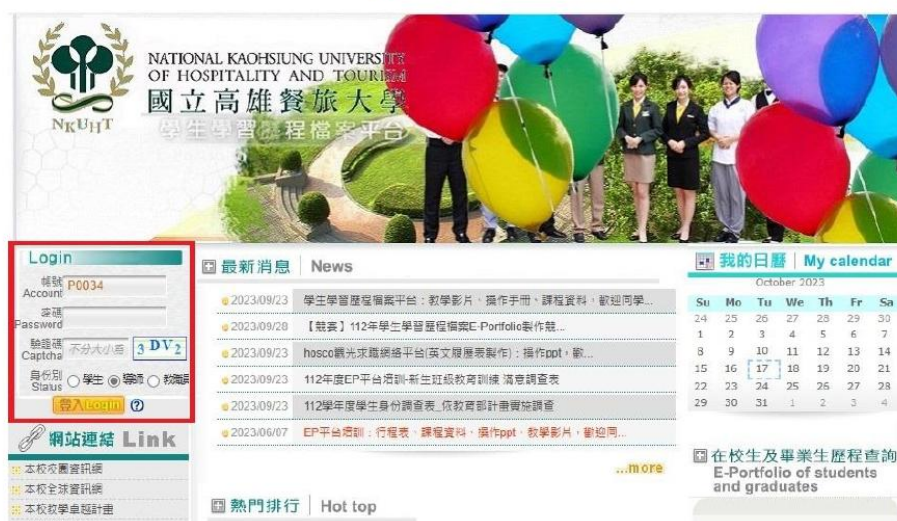 NATIONAL KAOHSIUNG UNIVERSITY
OF HOSPITALITY AND TOURISM
國立高雄餐旅大學
NKUHT
學生學習歷程檔案平台
Login
帳號
Account
P0034
密碼
Password
驗證碼
Captcha
不分大小寫
3 DV2
身份別
Status
學生 導師 教職員
登入Login
網站連結 Link
本校校園資訊網
本校全球資訊網
本校教學卓越計畫
最新消息 News
2023/09/23 學生學習歷程檔案平台：教學影片、操作手冊、課程資料，歡迎同學...
2023/09/28 【競賽】112年學生學習歷程檔案E-Portfolio製作競...
2023/09/23 hosco觀光求職網絡平台(英文履歷表製作)：操作ppt，歡...
2023/09/23 112年度EP平台培訓-新生班級教育訓練 滿意調查表
2023/09/23 112學年度學生身份調查表_依教育部計畫實施調查
2023/06/07 EP平台培訓：行程表、課程資料、操作ppt、教學影片，歡迎同...
...more
熱門排行 Hot top
我的日曆 My calendar
October 2023
Su Mo Tu We Th Fr Sa
24 25 26 27 28 29 30
1 2 3 4 5 6 7
8 9 10 11 12 13 14
15 16 17 18 19 20 21
22 23 24 25 26 27 28
29 30 31 1 2 3 4
在校生及畢業生歷程查詢
E-Portfolio of students
and graduates